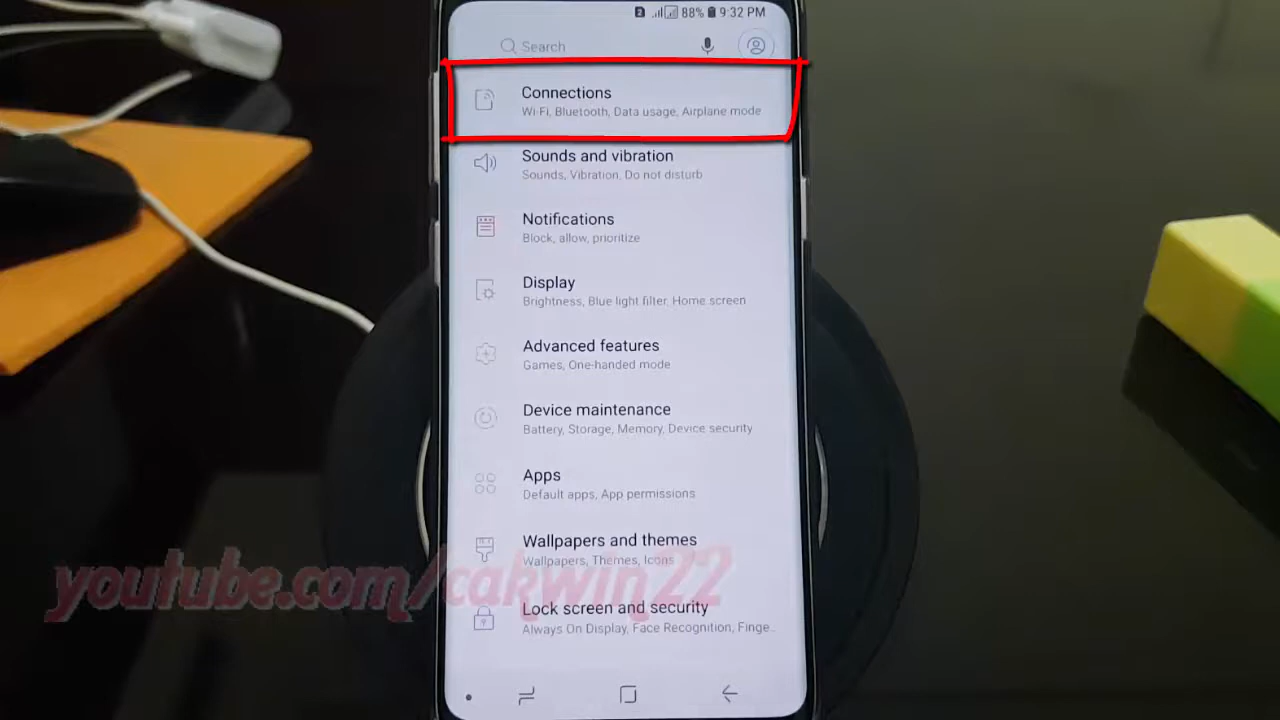 2 88% 9:32 PM
Search
Connections
Wi-Fi, Bluetooth, Data usage, Airplane mode
Sounds and vibration
Sounds, Vibration, Do not disturb
Notifications
Block, allow, prioritize
Display
Brightness, Blue light filter, Home screen
Advanced features
Games, One-handed mode
Device maintenance
Battery, Storage, Memory, Device security
Apps
Default apps, App permissions
Wallpapers and themes
Wallpapers, Themes, Icons
youtube.com/cakwin22
Lock screen and security
Always On Display, Face Recognition, Finge..